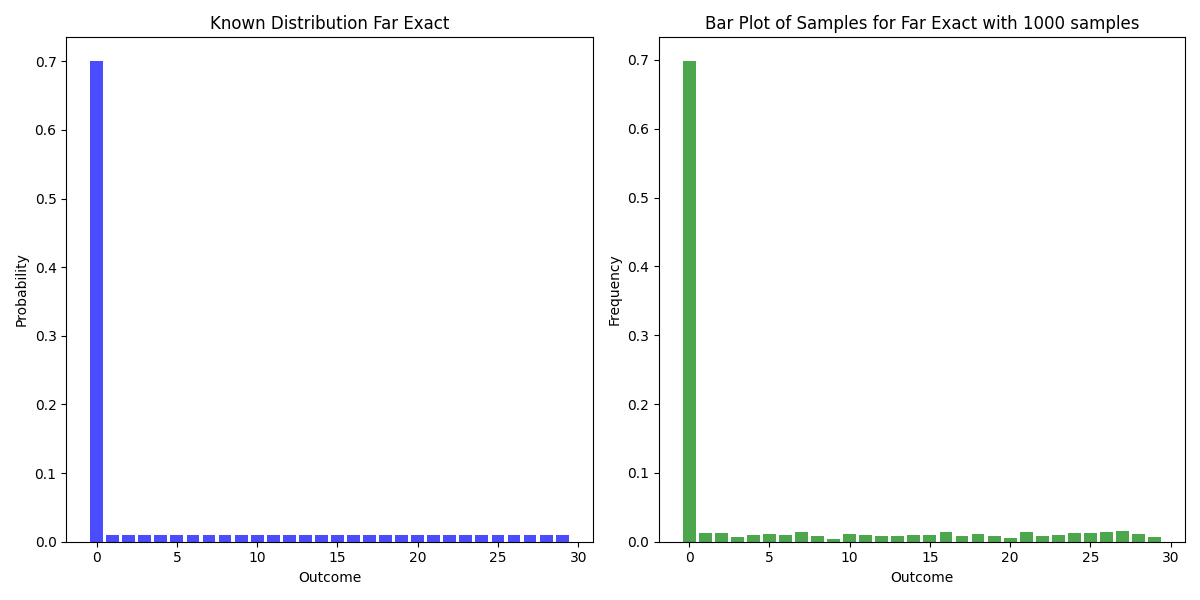 Known Distribution Far Exact
0.7
0.6
0.5
0.4
0.3
0.2
0.1
0.0
Probability
0 5 10 15 20 25 30
Outcome
Bar Plot of Samples for Far Exact with 1000 samples
0.7
0.6
0.5
0.4
0.3
0.2
0.1
0.0
Frequency
0 5 10 15 20 25 30
Outcome